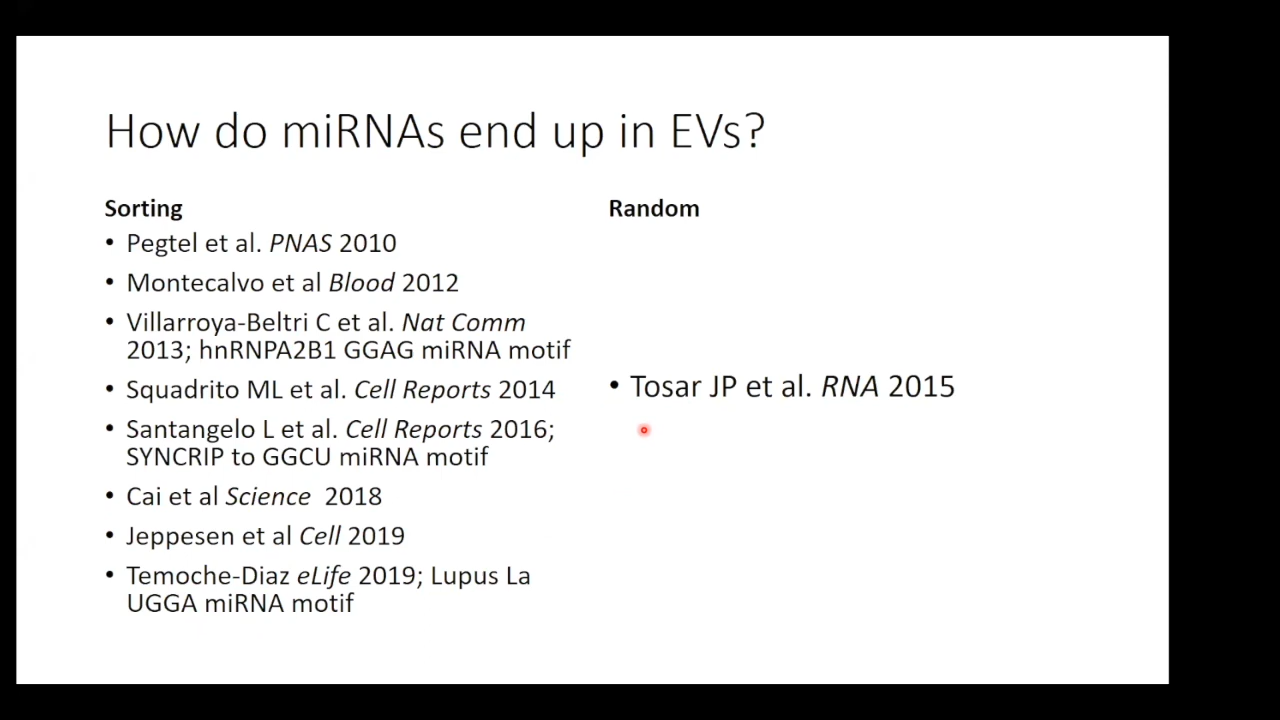 How do miRNAs end up in EVs?
Sorting
• Pegtel et al. PNAS 2010
• Montecalvo et al Blood 2012
• Villarroya-Beltri C et al. Nat Comm
2013; hnRNPA2B1 GGAG miRNA motif
• Squadrito ML et al. Cell Reports 2014
• Santangelo L et al. Cell Reports 2016;
SYNCRIP to GGCU miRNA motif
• Cai et al Science 2018
• Jeppesen et al Cell 2019
• Temoche-Diaz eLife 2019; Lupus La
UGGA miRNA motif
Random
• Tosar JP et al. RNA 2015